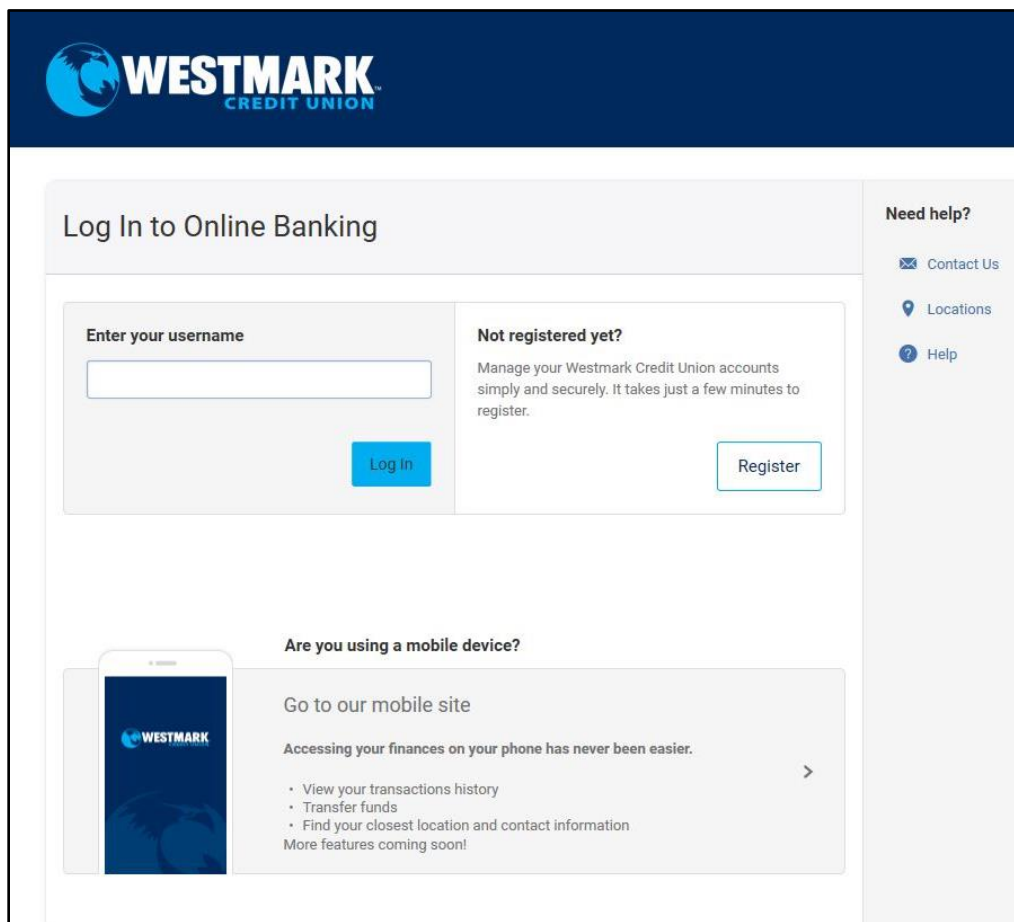 WESTMARK
CREDIT UNION
Log In to Online Banking
Enter your username
Log In
Not registered yet?
Manage your Westmark Credit Union accounts
simply and securely. It takes just a few minutes to
register.
Register
Need help?
Contact Us
Locations
? Help
Are you using a mobile device?
WESTMARK
CREDIT UNION
Go to our mobile site
Accessing your finances on your phone has never been easier.
• View your transactions history
• Transfer funds
• Find your closest location and contact information
More features coming soon!